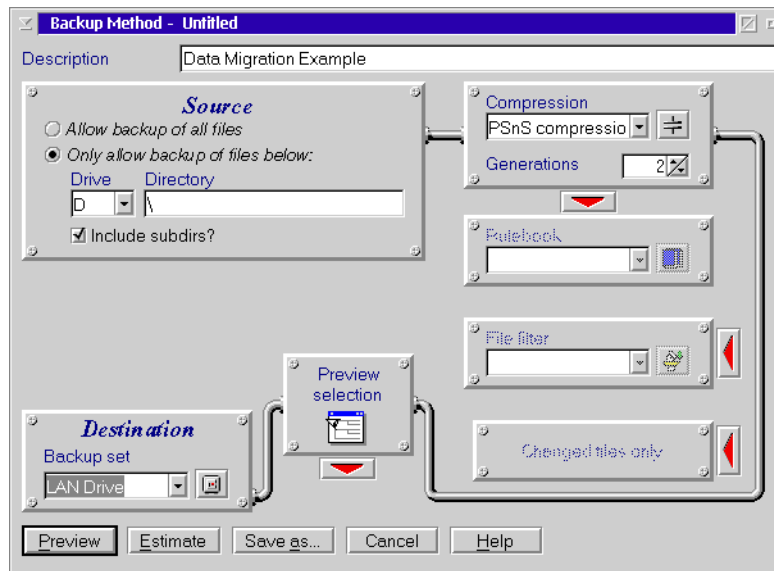 Backup Method - Untitled
Description
Data Migration Example
Source
Allow backup of all files
Only allow backup of files below:
Drive Directory
D \
Include subdirs?
Compression
PSnS compressio
Generations 2
Rulebook
File filter
Changed files only
Preview
selection
Destination
Backup set
LAN Drive
Preview Estimate Save as... Cancel Help